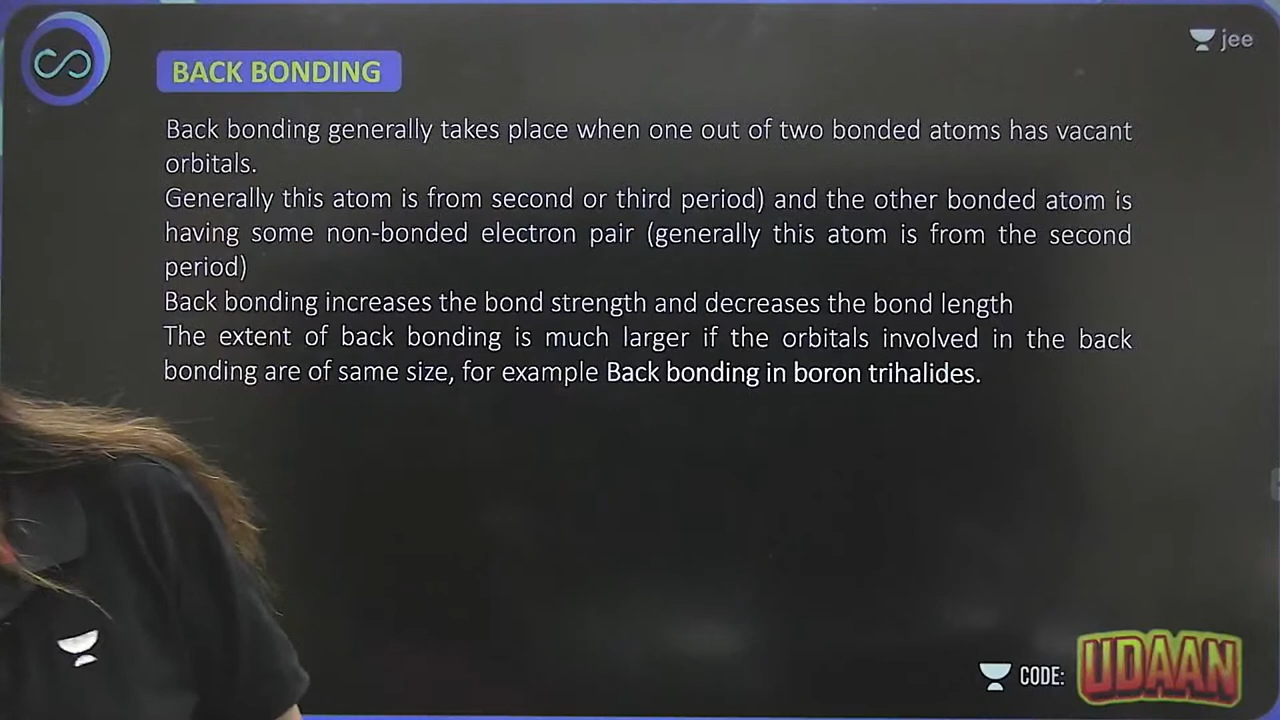 jee
BACK BONDING
Back bonding generally takes place when one out of two bonded atoms has vacant
orbitals.
Generally this atom is from second or third period) and the other bonded atom is
having some non-bonded electron pair (generally this atom is from the second
period)
Back bonding increases the bond strength and decreases the bond length
The extent of back bonding is much larger if the orbitals involved in the back
bonding are of same size, for example Back bonding in boron trihalides.
CODE: UDAAN